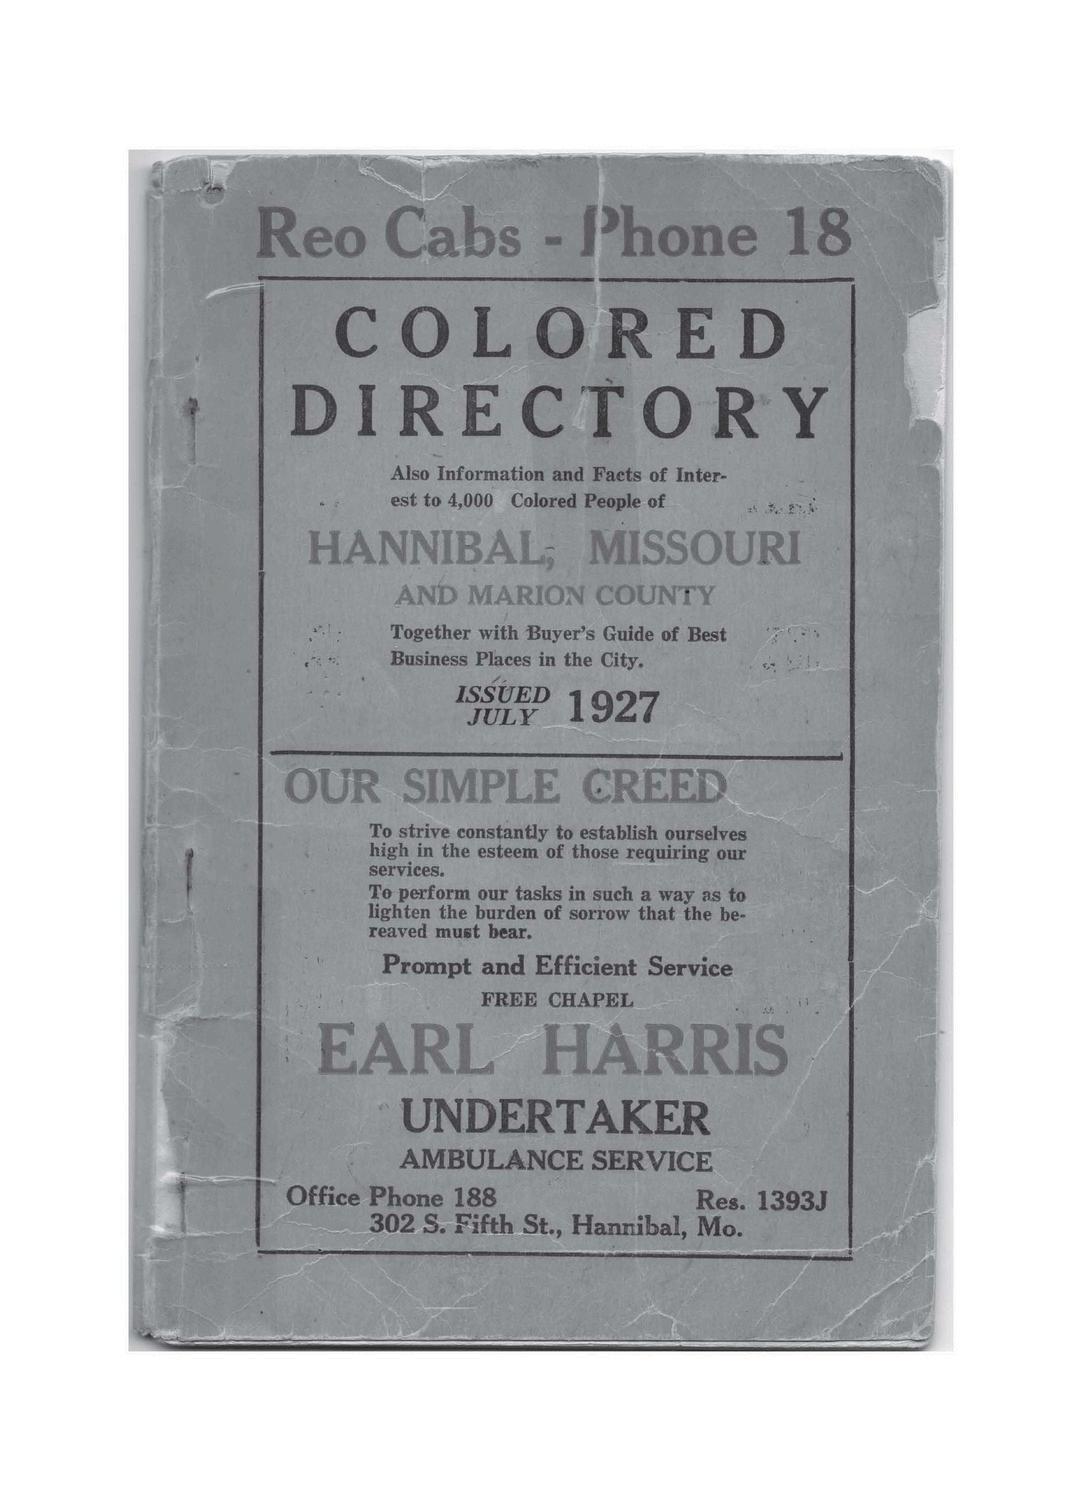 Reo Cabs - Phone 18
COLORED
DIRECTORY
Also Information and Facts of Inter-
est to 4,000 Colored People of
HANNIBAL, MISSOURI
AND MARION COUNTY
Together with Buyer's Guide of Best
Business Places in the City.
ISSUED
JULY 1927
OUR SIMPLE CREED
To strive constantly to establish ourselves
high in the esteem of those requiring our
services.
To perform our tasks in such a way as to
lighten the burden of sorrow that the be-
reaved must bear.
Prompt and Efficient Service
FREE CHAPEL
EARL HARRIS
UNDERTAKER
AMBULANCE SERVICE
Office Phone 188 Res. 1393J
302 S. Fifth St., Hannibal, Mo.